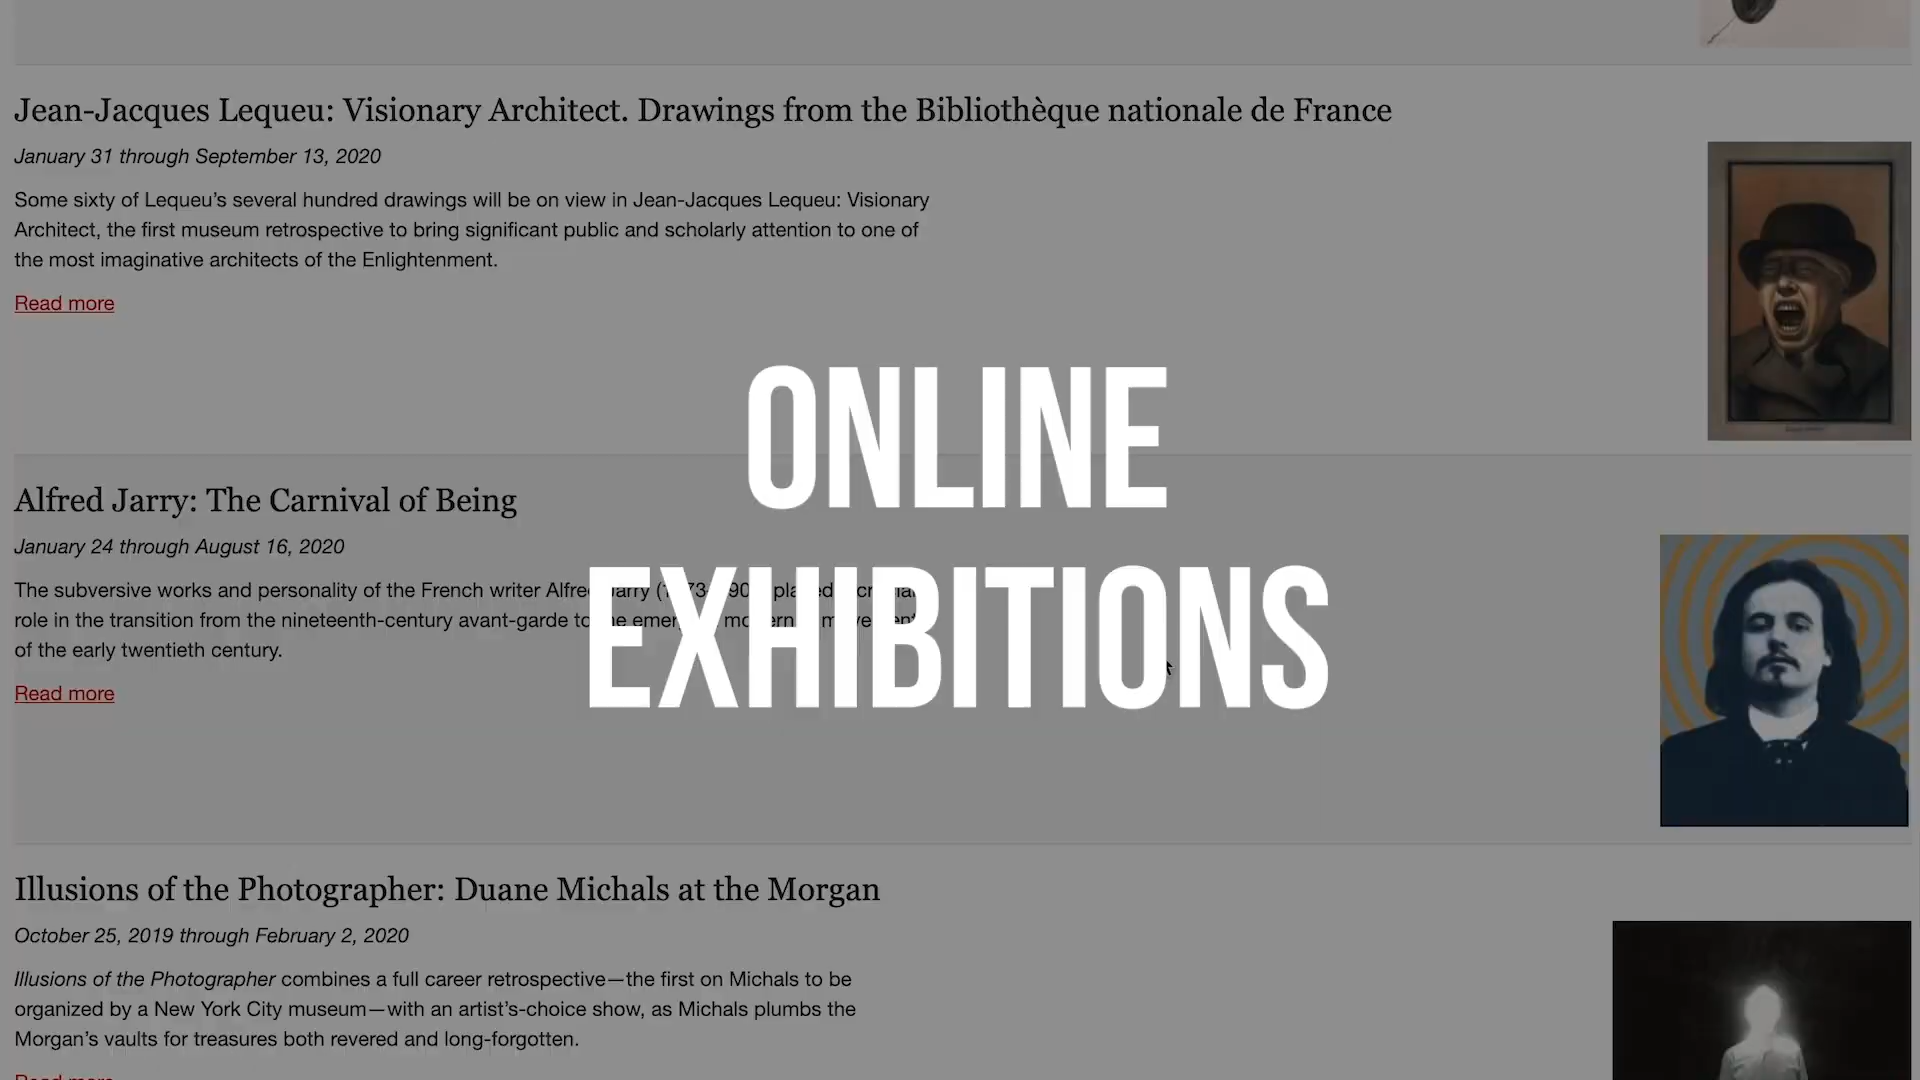 Jean-Jacques Lequeu: Visionary Architect. Drawings from the Bibliothèque nationale de France
January 31 through September 13, 2020
Some sixty of Lequeu’s several hundred drawings will be on view in Jean-Jacques Lequeu: Visionary
Architect, the first museum retrospective to bring significant public and scholarly attention to one of
the most imaginative architects of the Enlightenment.
Read more
ONLINE
EXHIBITIONS
Alfred Jarry: The Carnival of Being
January 24 through August 16, 2020
The subversive works and personality of the French writer Alfred Jarry
role in the transition from the nineteenth-century avant-garde to
of the early twentieth century.
Read more
Illusions of the Photographer: Duane Michals at the Morgan
October 25, 2019 through February 2, 2020
Illusions of the Photographer combines a full career retrospective—the first on Michals to be
organized by a New York City museum—with an artist’s-choice show, as Michals plumbs the
Morgan’s vaults for treasures both revered and long-forgotten.
Read more